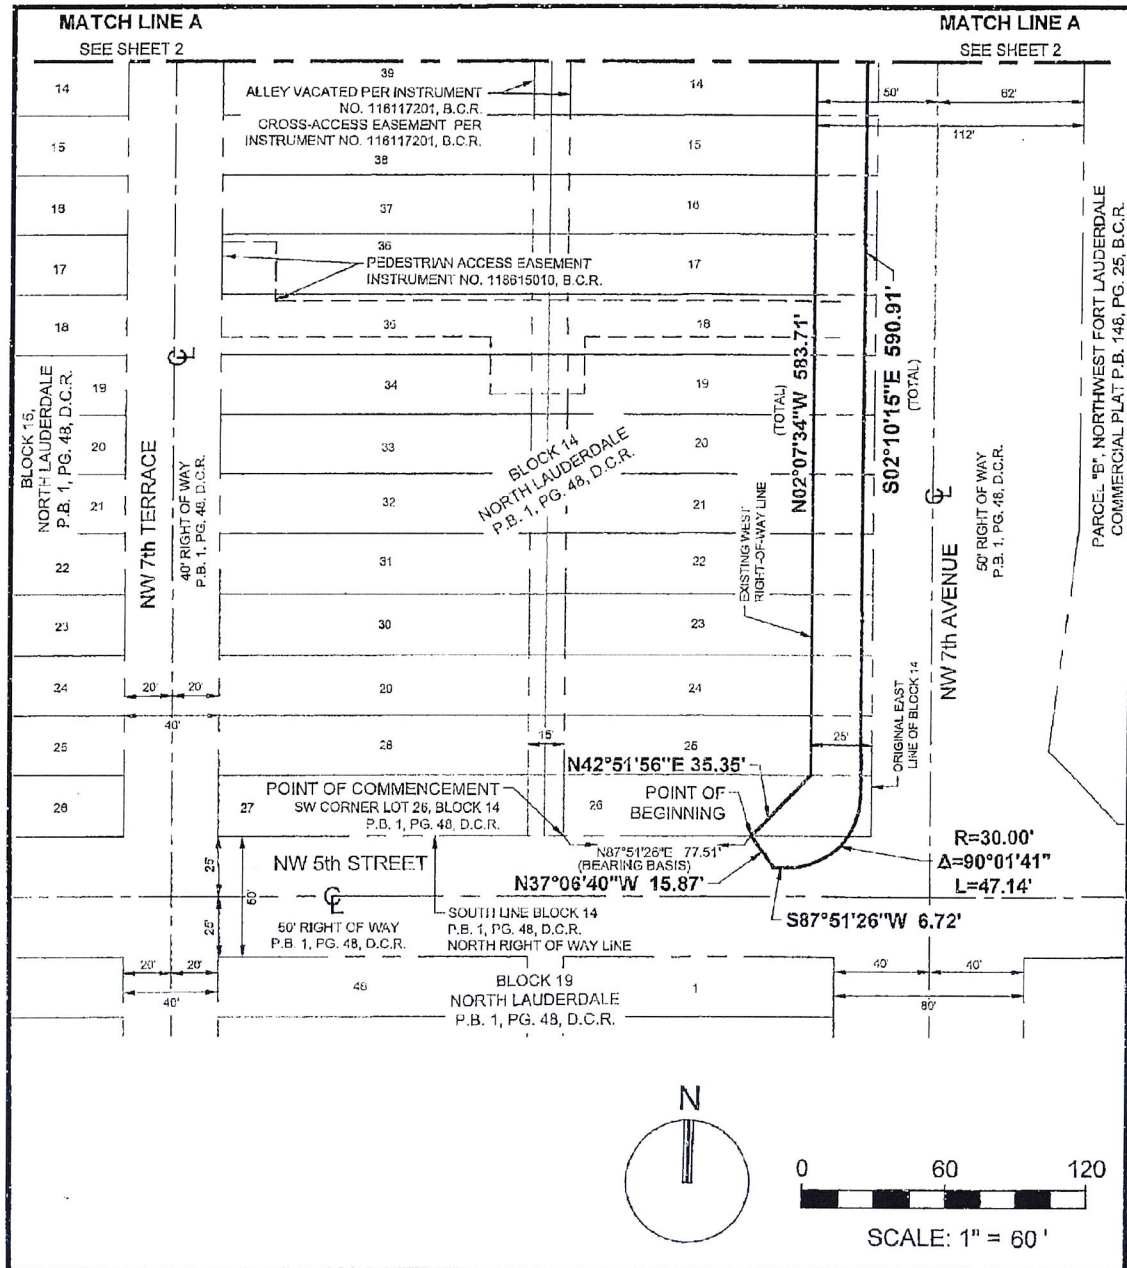 MATCH LINE A
SEE SHEET 2
MATCH LINE A
SEE SHEET 2
14
39
ALLEY VACATED PER INSTRUMENT
NO. 116117201, B.C.R.
CROSS-ACCESS EASEMENT PER
INSTRUMENT NO. 116117201, B.C.R.
14
50'
62'
112'
15
38
15
16
37
16
17
36
PEDESTRIAN ACCESS EASEMENT
INSTRUMENT NO. 118615010, B.C.R.
17
18
35
18
19
34
19
20
33
20
21
32
21
22
31
22
23
30
23
24
20
24
25
28
25
26
27
26
BLOCK 15,
NORTH LAUDERDALE
P.B. 1, PG. 48, D.C.R.
NW 7th TERRACE
40' RIGHT OF WAY
P.B. 1, PG. 48, D.C.R.
CL
BLOCK 14
NORTH LAUDERDALE
P.B. 1, PG. 48, D.C.R.
N02°07'34"W 583.71'
(TOTAL)
S02°10'15"E 590.91'
(TOTAL)
EXISTING WEST
RIGHT-OF-WAY LINE
CL
NW 7th AVENUE
50' RIGHT OF WAY
P.B. 1, PG. 48, D.C.R.
PARCEL "B", NORTHWEST FORT LAUDERDALE
COMMERCIAL PLAT P.B. 148, PG. 25, B.C.R.
ORIGINAL EAST
LINE OF BLOCK 14
20'
20'
40'
15'
25'
N42°51'56"E 35.35'
POINT OF COMMENCEMENT
SW CORNER LOT 26, BLOCK 14
P.B. 1, PG. 48, D.C.R.
POINT OF
BEGINNING
N87°51'26"E 77.51'
(BEARING BASIS)
N37°06'40"W 15.87'
R=30.00'
Δ=90°01'41"
L=47.14'
S87°51'26"W 6.72'
NW 5th STREET
CL
25'
25'
50'
50' RIGHT OF WAY
P.B. 1, PG. 48, D.C.R.
SOUTH LINE BLOCK 14
P.B. 1, PG. 48, D.C.R.
NORTH RIGHT OF WAY LINE
20'
20'
40'
46
BLOCK 19
NORTH LAUDERDALE
P.B. 1, PG. 48, D.C.R.
1
40'
40'
80'
N
0 60 120
SCALE: 1" = 60 '